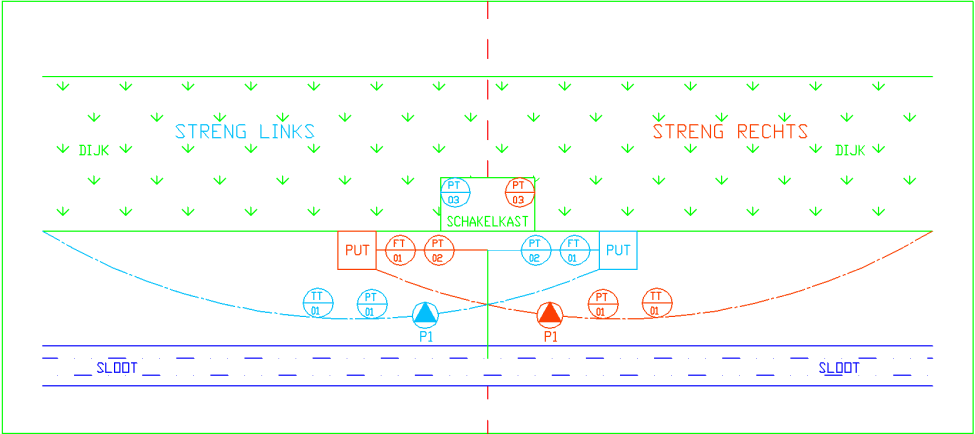 STRENG LINKS
STRENG RECHTS
DIJK
DIJK
PT
03
PT
03
SCHAKELKAST
PUT
FT
01
PT
02
PT
02
FT
01
PUT
TT
01
PT
01
P1
P1
PT
01
TT
01
SLOOT
SLOOT